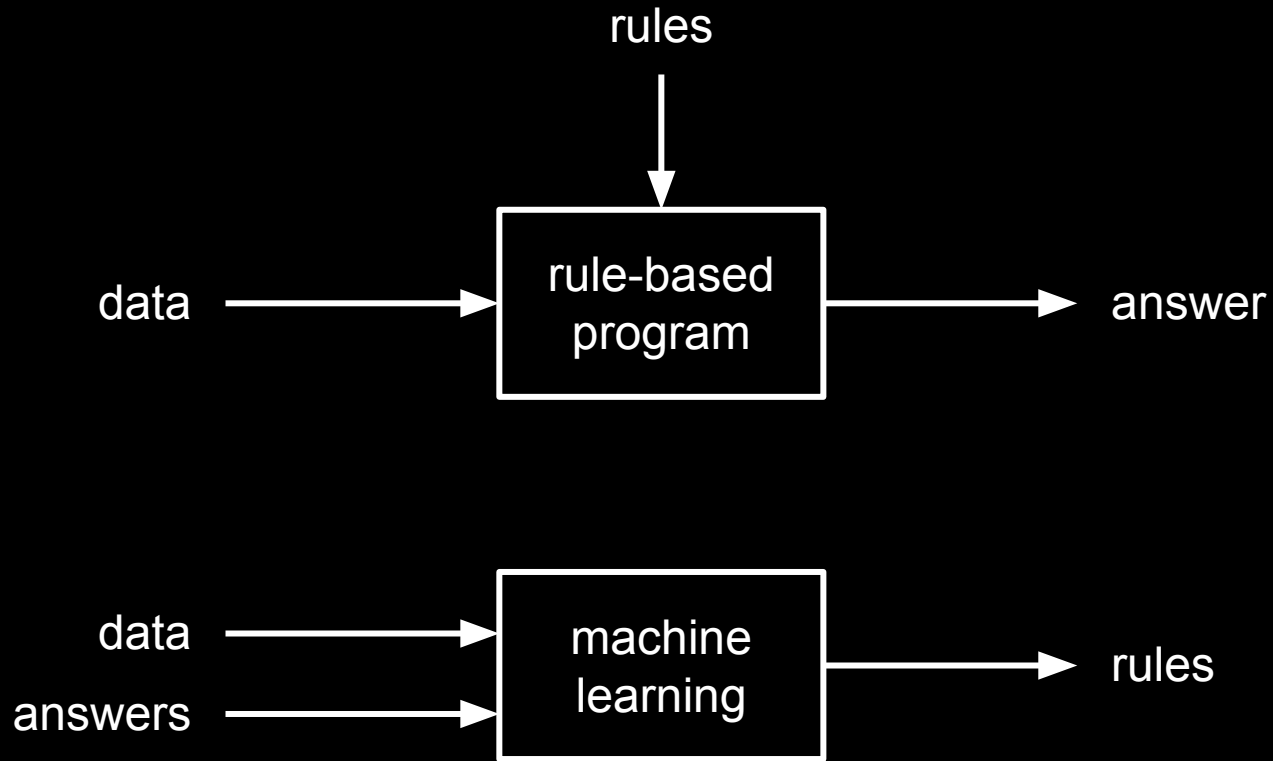 rules
data
rule-based
program
answer
data
answers
machine
learning
rules